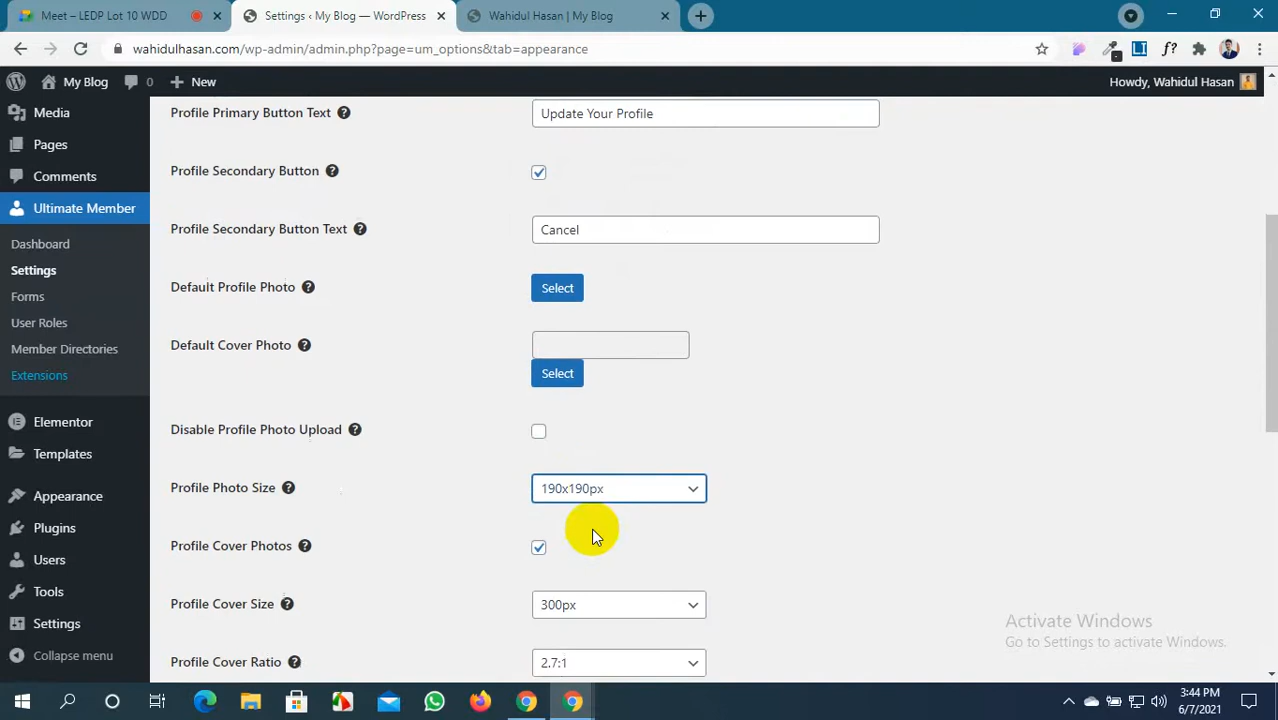 Meet – LEDP Lot 10 WDD
Settings ‹ My Blog — WordPress
Wahidul Hasan | My Blog
wahidulhasan.com/wp-admin/admin.php?page=um_options&tab=appearance
My Blog
0
New
Howdy, Wahidul Hasan
Media
Pages
Comments
Ultimate Member
Dashboard
Settings
Forms
User Roles
Member Directories
Extensions
Elementor
Templates
Appearance
Plugins
Users
Tools
Settings
Collapse menu
Profile Primary Button Text
Update Your Profile
Profile Secondary Button
Profile Secondary Button Text
Cancel
Default Profile Photo
Select
Default Cover Photo
Select
Disable Profile Photo Upload
Profile Photo Size
190x190px
Profile Cover Photos
Profile Cover Size
300px
Profile Cover Ratio
2.7:1
Activate Windows
Go to Settings to activate Windows.
3:44 PM
6/7/2021